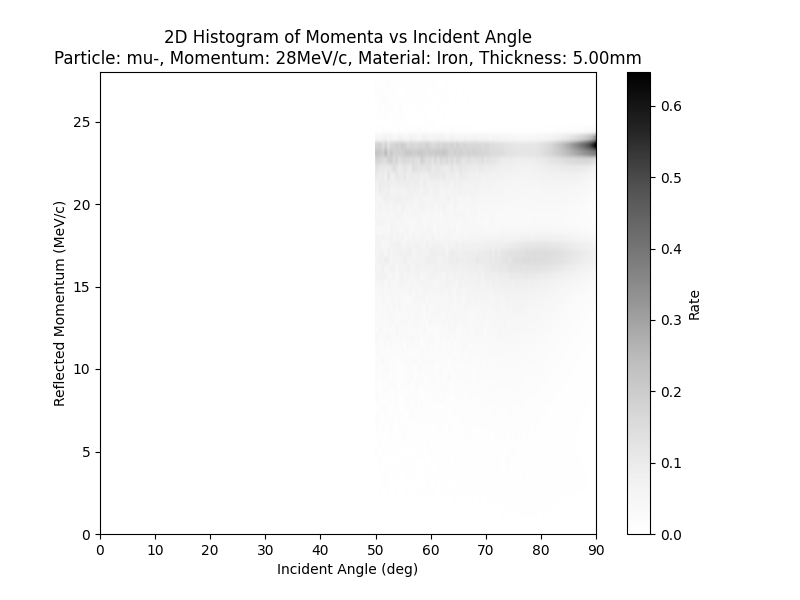 2D Histogram of Momenta vs Incident Angle
Particle: mu-, Momentum: 28MeV/c, Material: Iron, Thickness: 5.00mm
25
20
15
10
5
0
Reflected Momentum (MeV/c)
0 10 20 30 40 50 60 70 80 90
Incident Angle (deg)
0.6
0.5
0.4
0.3
0.2
0.1
0.0
Rate